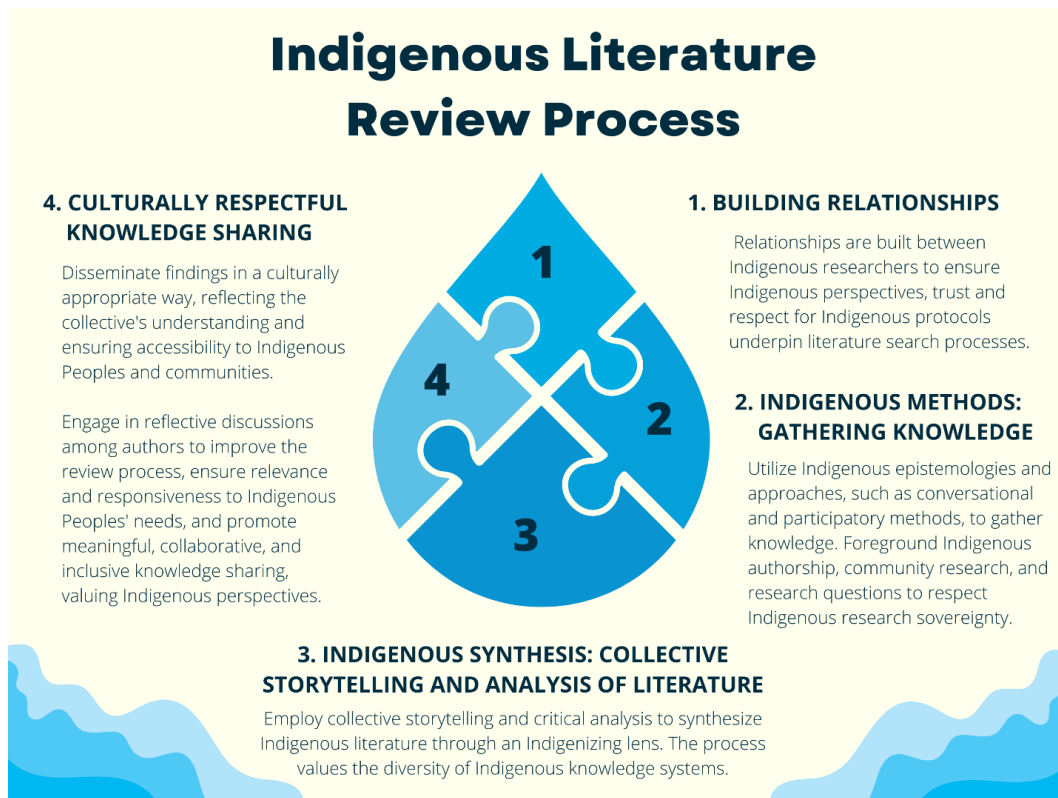 Indigenous Literature
Review Process
1. BUILDING RELATIONSHIPS
Relationships are built between
Indigenous researchers to ensure
Indigenous perspectives, trust and
respect for Indigenous protocols
underpin literature search processes.
2. INDIGENOUS METHODS:
GATHERING KNOWLEDGE
Utilize Indigenous epistemologies and
approaches, such as conversational
and participatory methods, to gather
knowledge. Foreground Indigenous
authorship, community research, and
research questions to respect
Indigenous research sovereignty.
3. INDIGENOUS SYNTHESIS: COLLECTIVE
STORYTELLING AND ANALYSIS OF LITERATURE
Employ collective storytelling and critical analysis to synthesize
Indigenous literature through an Indigenizing lens. The process
values the diversity of Indigenous knowledge systems.
4. CULTURALLY RESPECTFUL
KNOWLEDGE SHARING
Disseminate findings in a culturally
appropriate way, reflecting the
collective's understanding and
ensuring accessibility to Indigenous
Peoples and communities.
Engage in reflective discussions
among authors to improve the
review process, ensure relevance
and responsiveness to Indigenous
Peoples' needs, and promote
meaningful, collaborative, and
inclusive knowledge sharing,
valuing Indigenous perspectives.
1
2
3
4